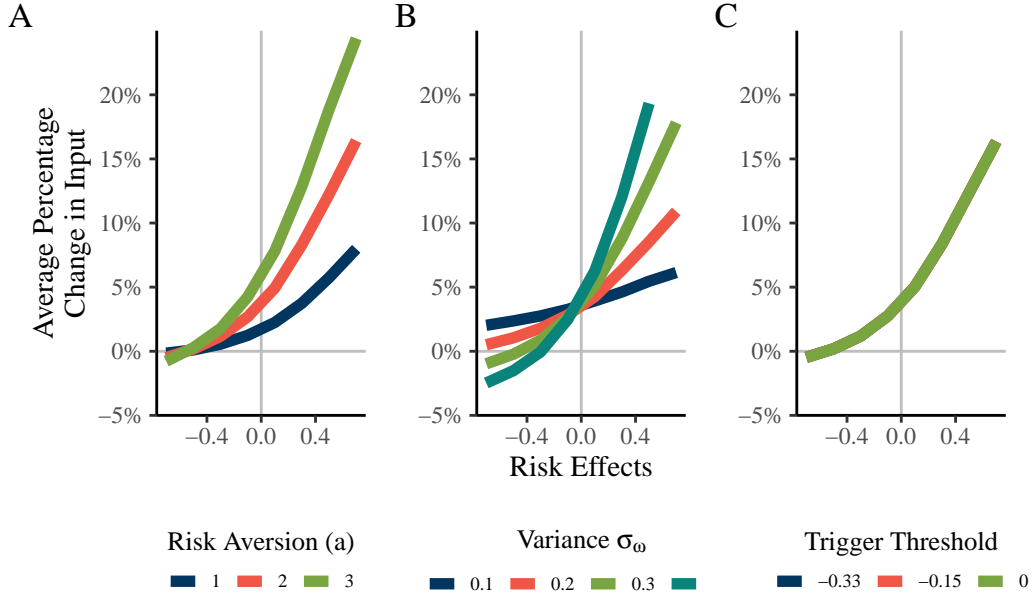 A
B
C
Average Percentage
Change in Input
20%
15%
10%
5%
0%
−5%
20%
15%
10%
5%
0%
−5%
20%
15%
10%
5%
0%
−5%
−0.4 0.0 0.4
−0.4 0.0 0.4
−0.4 0.0 0.4
Risk Effects
Risk Aversion (a)
1 2 3
Variance σω
0.1 0.2 0.3
Trigger Threshold
−0.33 −0.15 0